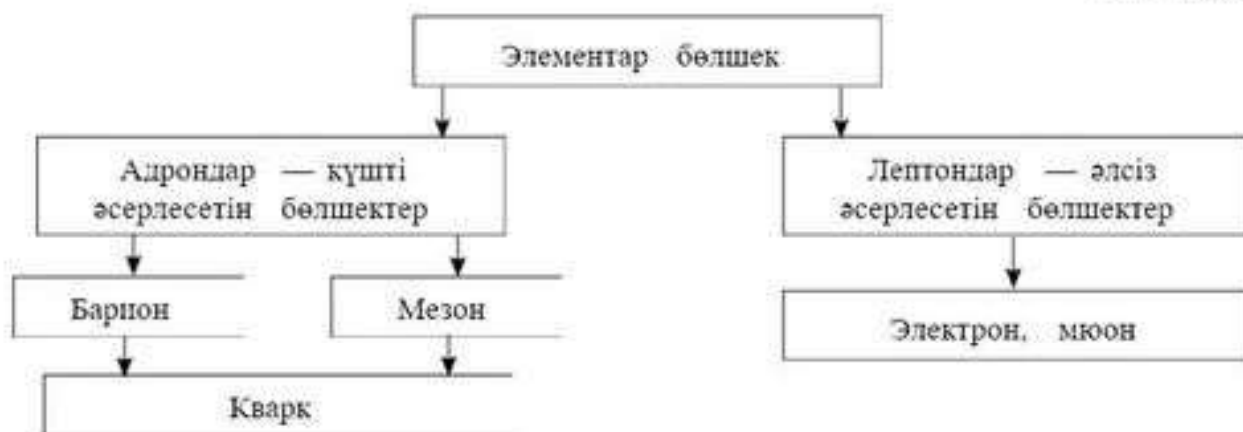 Элементар бөлшек
Адрондар — күшті
әсерлесетін бөлшектер
Лептондар — әлсіз
әсерлесетін бөлшектер
Барион
Мезон
Электрон, мюон
Кварк